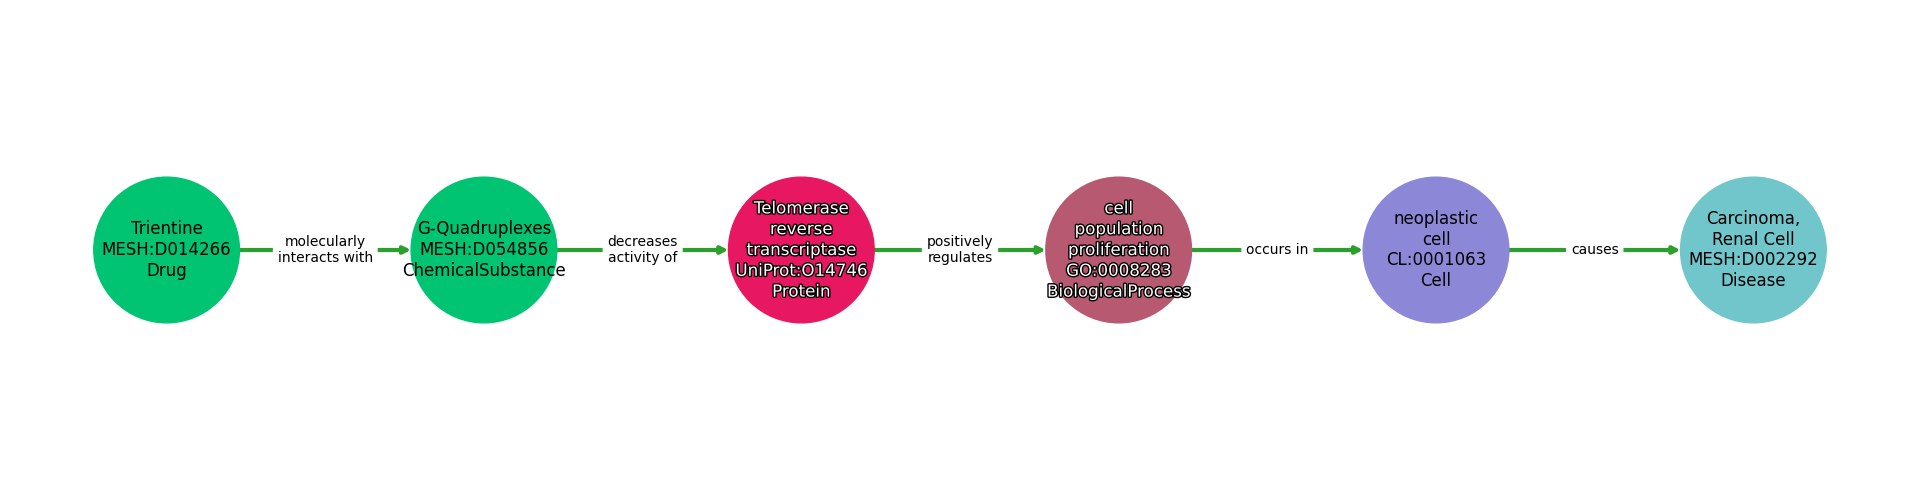 Trientine
MESH:D014266
Drug
molecularly
interacts with
G-Quadruplexes
MESH:D054856
ChemicalSubstance
decreases
activity of
Telomerase
reverse
transcriptase
UniProt:O14746
Protein
positively
regulates
cell
population
proliferation
GO:0008283
BiologicalProcess
occurs in
neoplastic
cell
CL:0001063
Cell
causes
Carcinoma,
Renal Cell
MESH:D002292
Disease